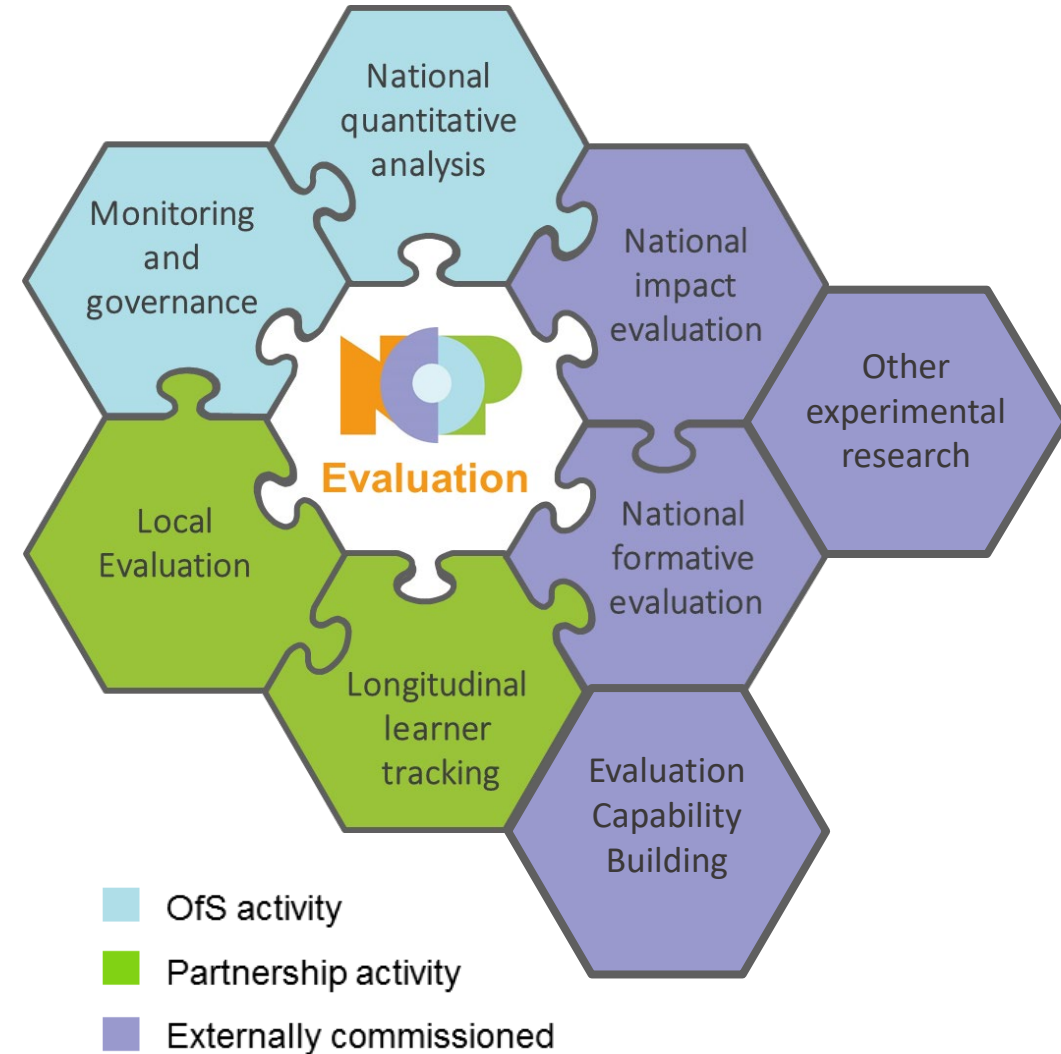 National
quantitative
analysis
Monitoring
and
governance
National
impact
evaluation
Other
experimental
research
NCOP
Evaluation
Local
Evaluation
National
formative
evaluation
Longitudinal
learner
tracking
Evaluation
Capability
Building
OfS activity
Partnership activity
Externally commissioned